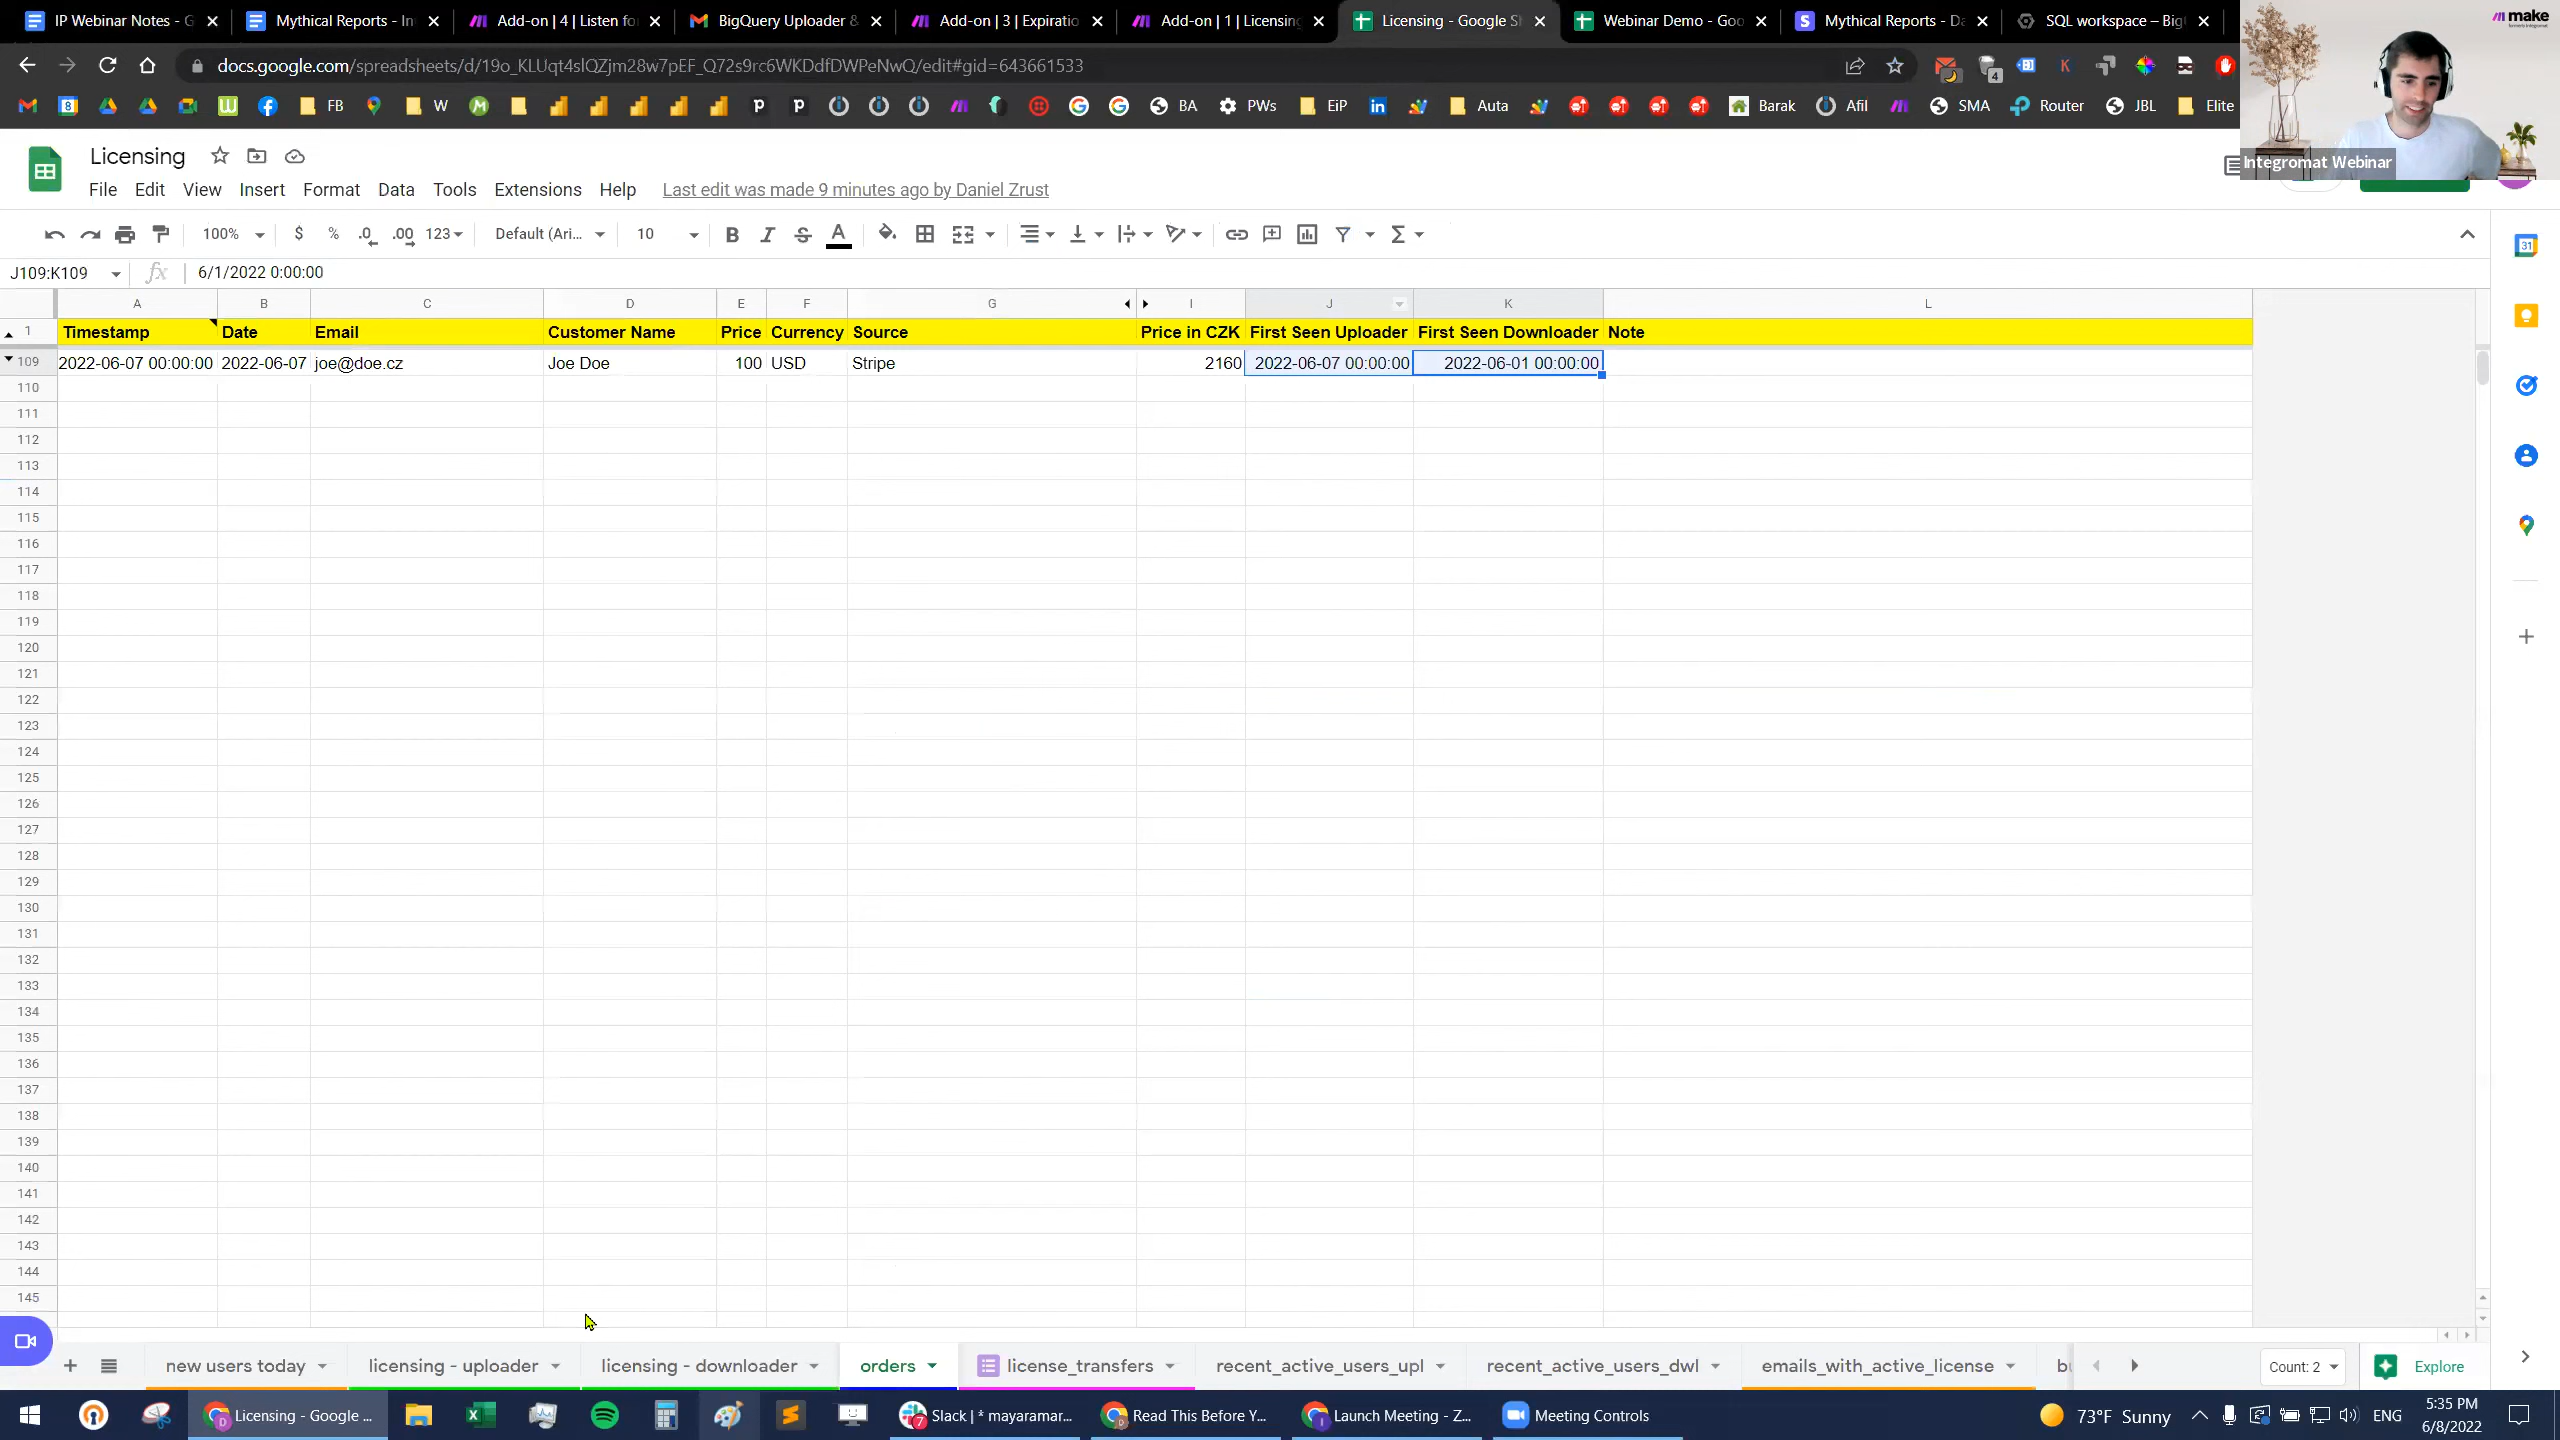 IP Webinar Notes - G
Mythical Reports - In
Add-on | 4 | Listen fo
BigQuery Uploader &
Add-on | 3 | Expiratio
Add-on | 1 | Licensing
Licensing - Google S
Webinar Demo - Goo
Mythical Reports - Da
SQL workspace – Big
make
docs.google.com/spreadsheets/d/19o_KLUqt4slQZjm28w7pEF_Q72s9rc6WKDdfDWPeNwQ/edit#gid=643661533
FB W BA PWs EiP Auta Barak Afil SMA Router JBL Elite
Integromat Webinar
Licensing
File Edit View Insert Format Data Tools Extensions Help Last edit was made 9 minutes ago by Daniel Zrust
100% $ % .0 .00 123 Default (Ari... 10 B I S A
31
J109:K109 fx 6/1/2022 0:00:00
A B C D E F G I J K L
1 Timestamp Date Email Customer Name Price Currency Source Price in CZK First Seen Uploader First Seen Downloader Note
109 2022-06-07 00:00:00 2022-06-07 joe@doe.cz Joe Doe 100 USD Stripe 2160 2022-06-07 00:00:00 2022-06-01 00:00:00
110
111
112
113
114
115
116
117
118
119
120
121
122
123
124
125
126
127
128
129
130
131
132
133
134
135
136
137
138
139
140
141
142
143
144
145
new users today licensing - uploader licensing - downloader orders license_transfers recent_active_users_upl recent_active_users_dwl emails_with_active_license Count: 2 Explore
Licensing - Google ... Slack | * mayaramar... Read This Before Y... Launch Meeting - Z... Meeting Controls 73°F Sunny ENG 5:35 PM
6/8/2022